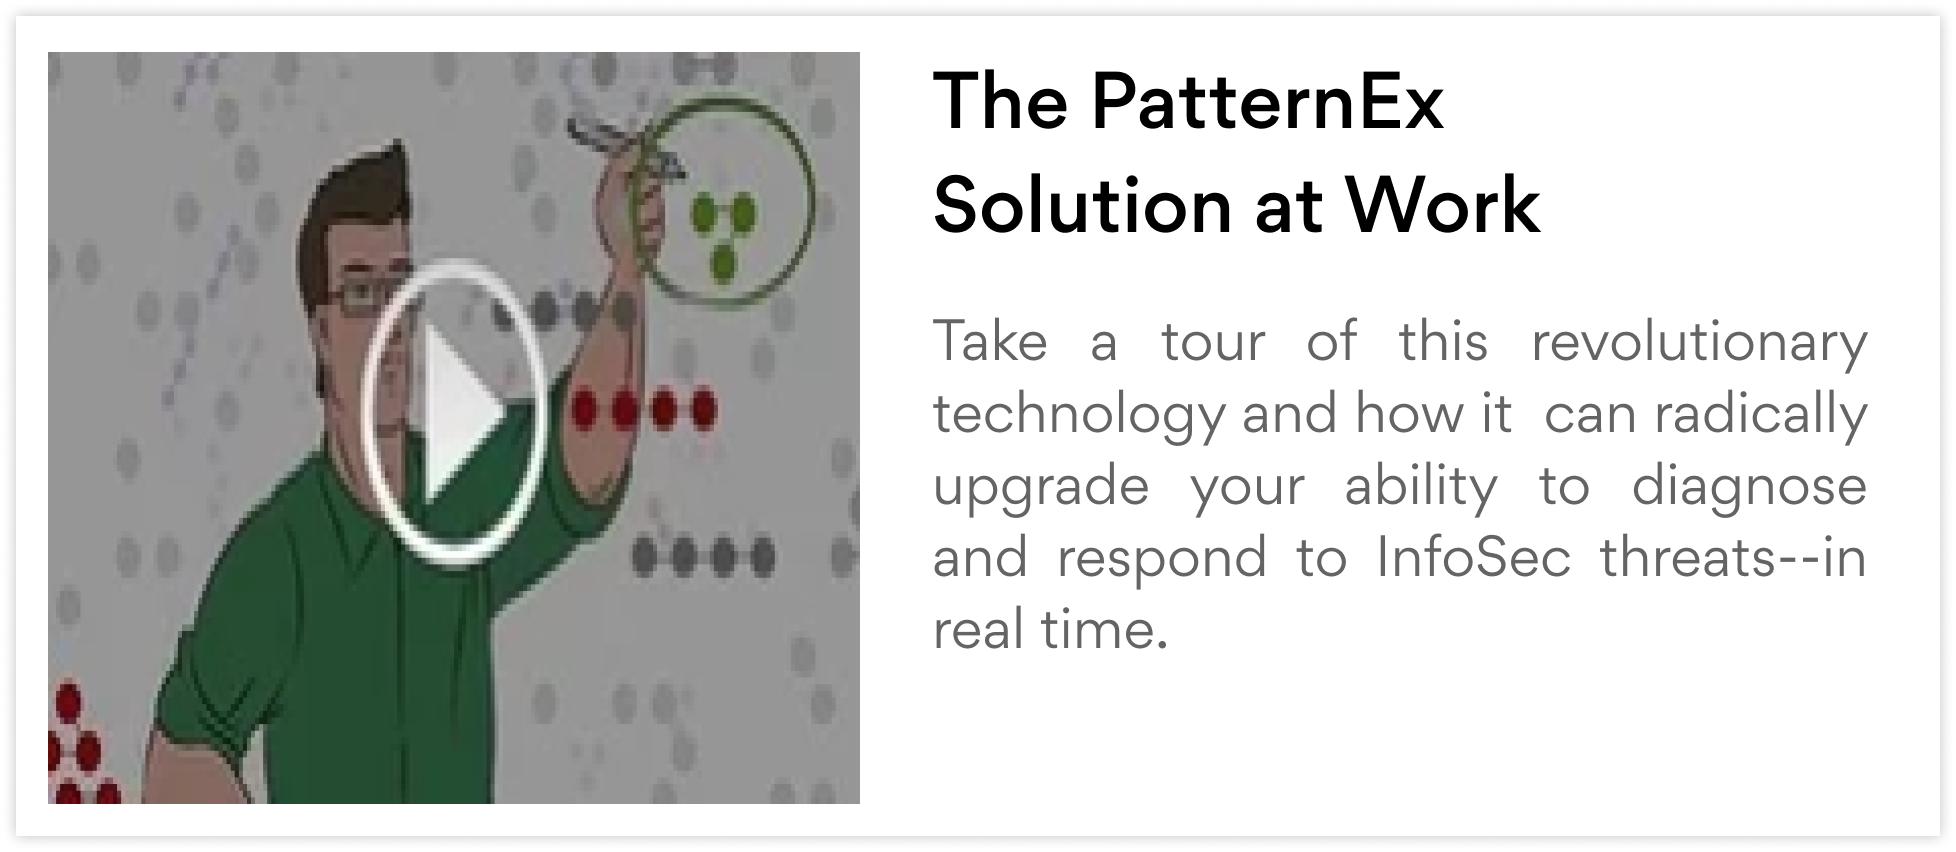 The PatternEx
Solution at Work
Take a tour of this revolutionary
technology and how it  can radically
upgrade your ability to diagnose
and respond to InfoSec threats--in
real time.